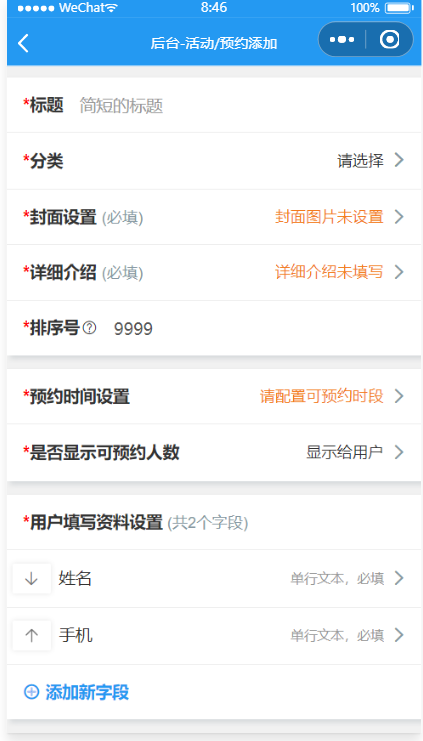 WeChat 8:46 100%
后台-活动/预约添加
*标题 简短的标题
*分类 请选择
*封面设置 (必填) 封面图片未设置
*详细介绍 (必填) 详细介绍未填写
*排序号? 9999
*预约时间设置 请配置可预约时段
*是否显示可预约人数 显示给用户
*用户填写资料设置 (共2个字段)
姓名 单行文本，必填
手机 单行文本，必填
添加新字段